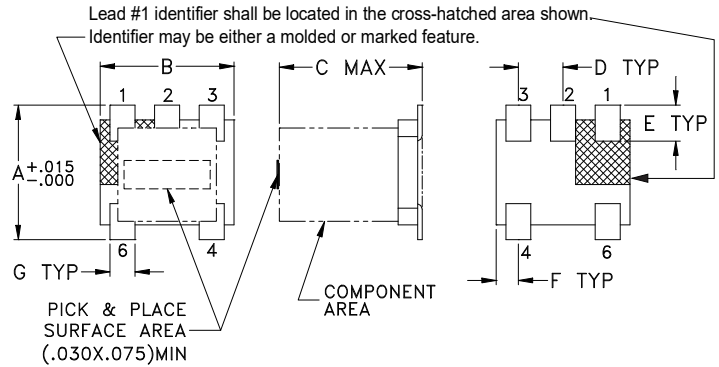 Lead #1 identifier shall be located in the cross-hatched area shown.
Identifier may be either a molded or marked feature.
B
C MAX
D TYP
1
2
3
3
2
1
E TYP
A +.015
-.000
6
4
4
6
G TYP
F TYP
COMPONENT
AREA
PICK & PLACE
SURFACE AREA
(.030X.075)MIN